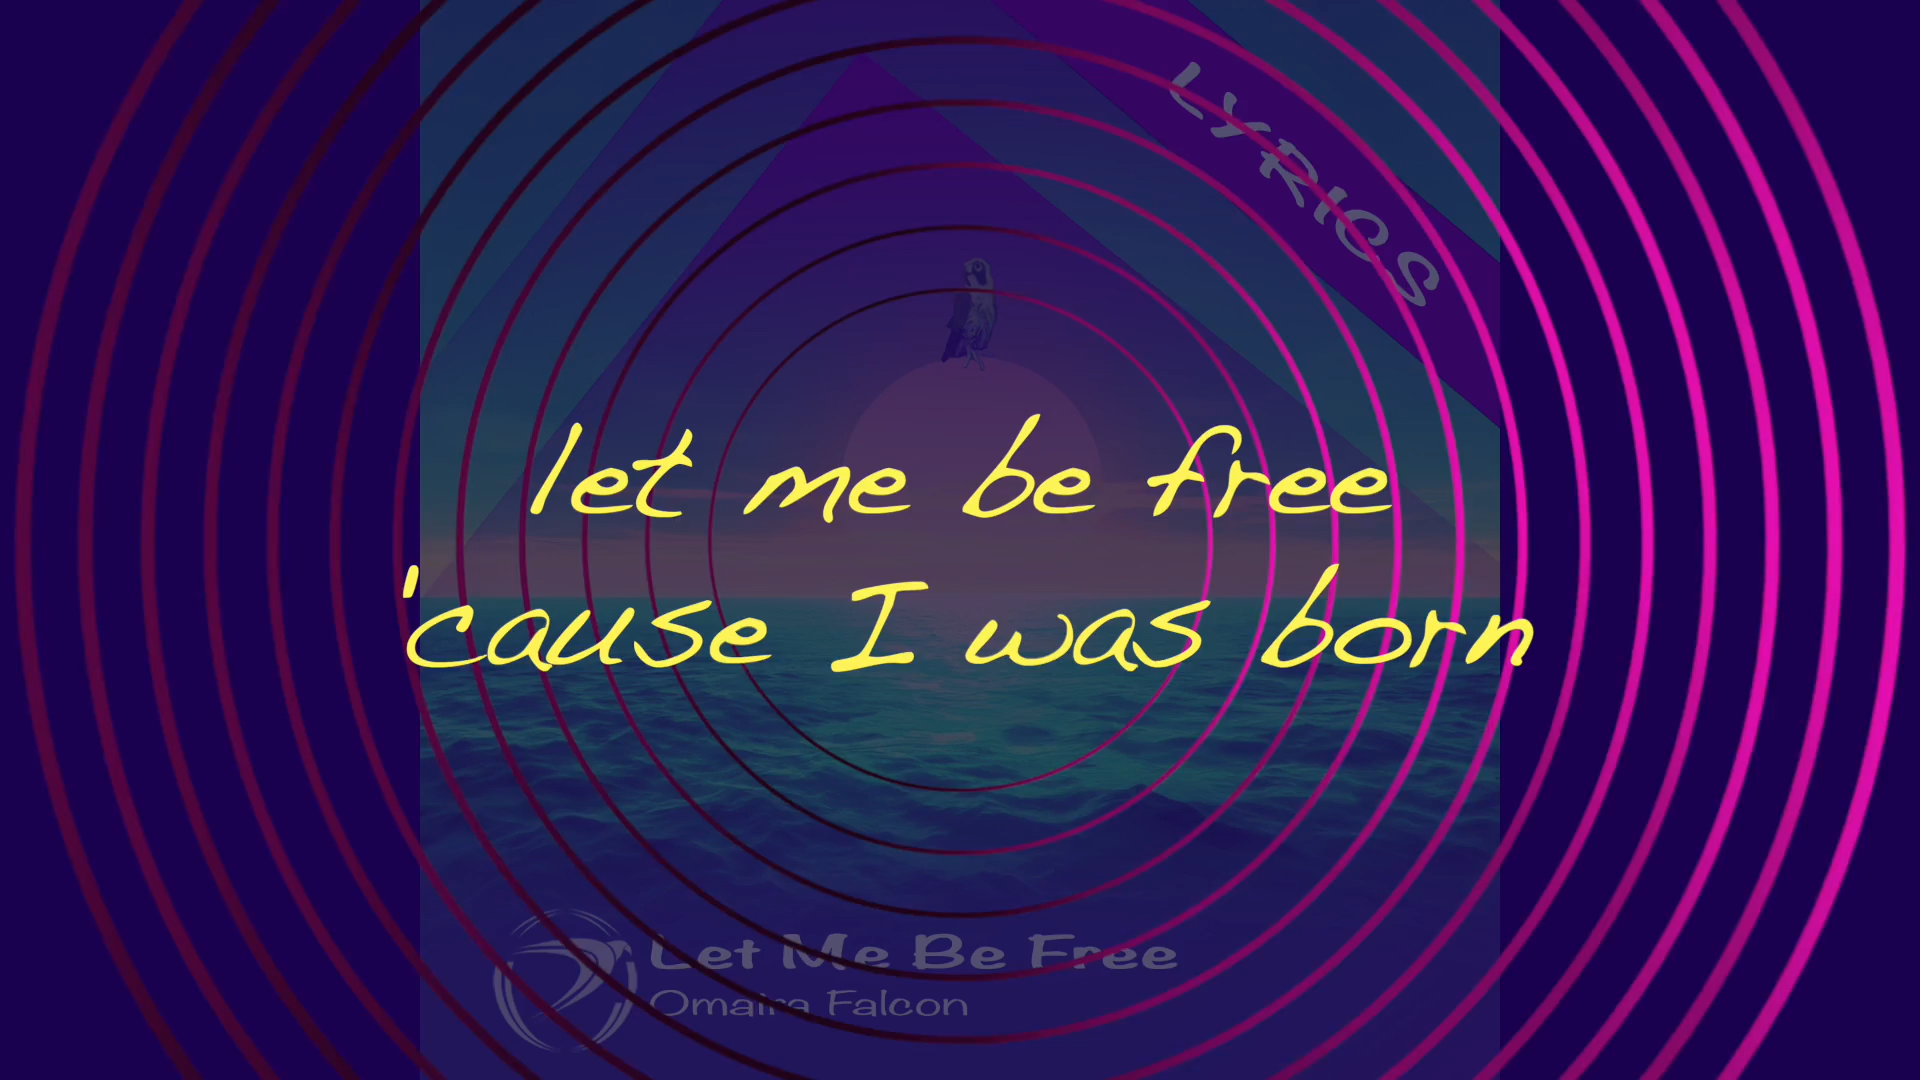 LYRICS
let me be free
'cause I was born
Let Me Be Free
Omaira Falcon